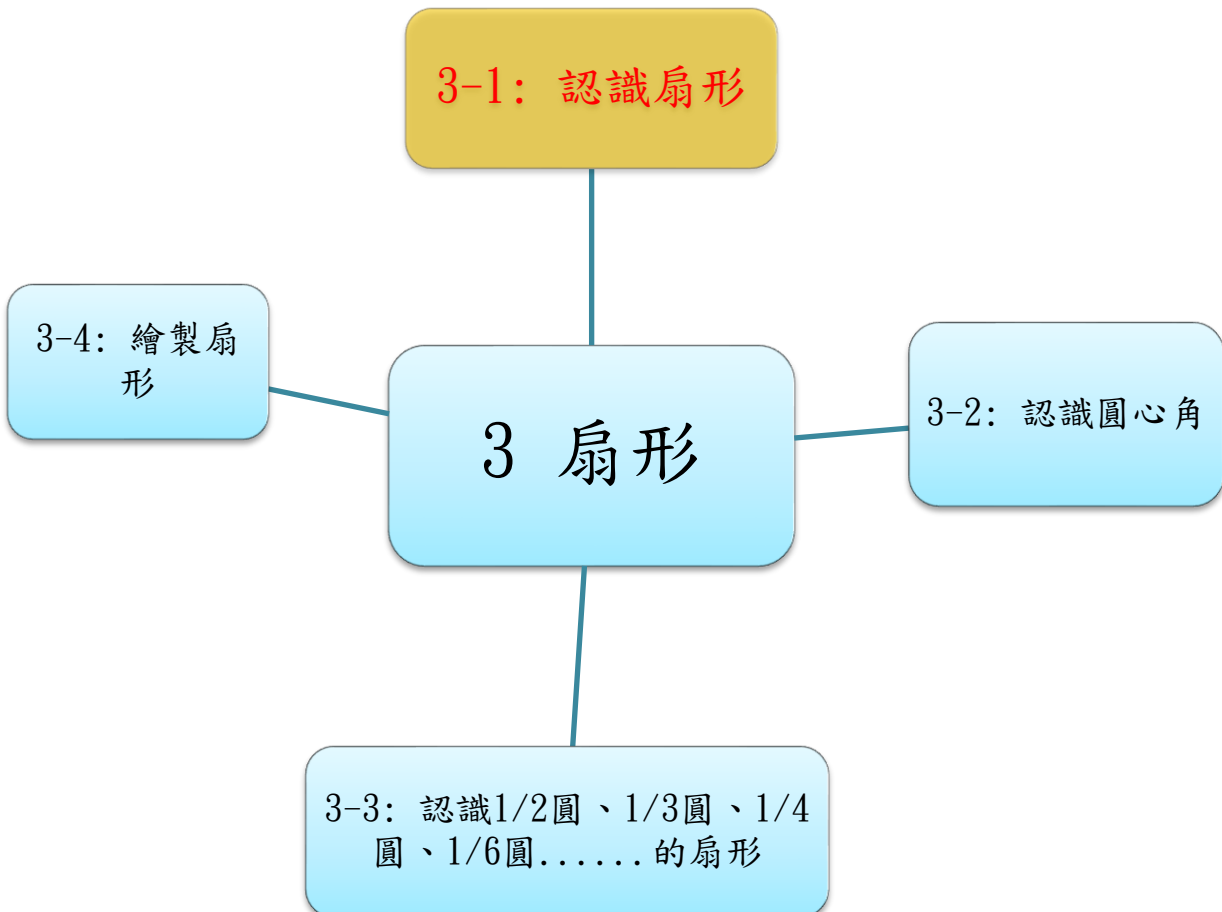 3-1: 認識扇形
3-4: 繪製扇
形
3 扇形
3-2: 認識圓心角
3-3: 認識1/2圓、1/3圓、1/4
圓、1/6圓......的扇形